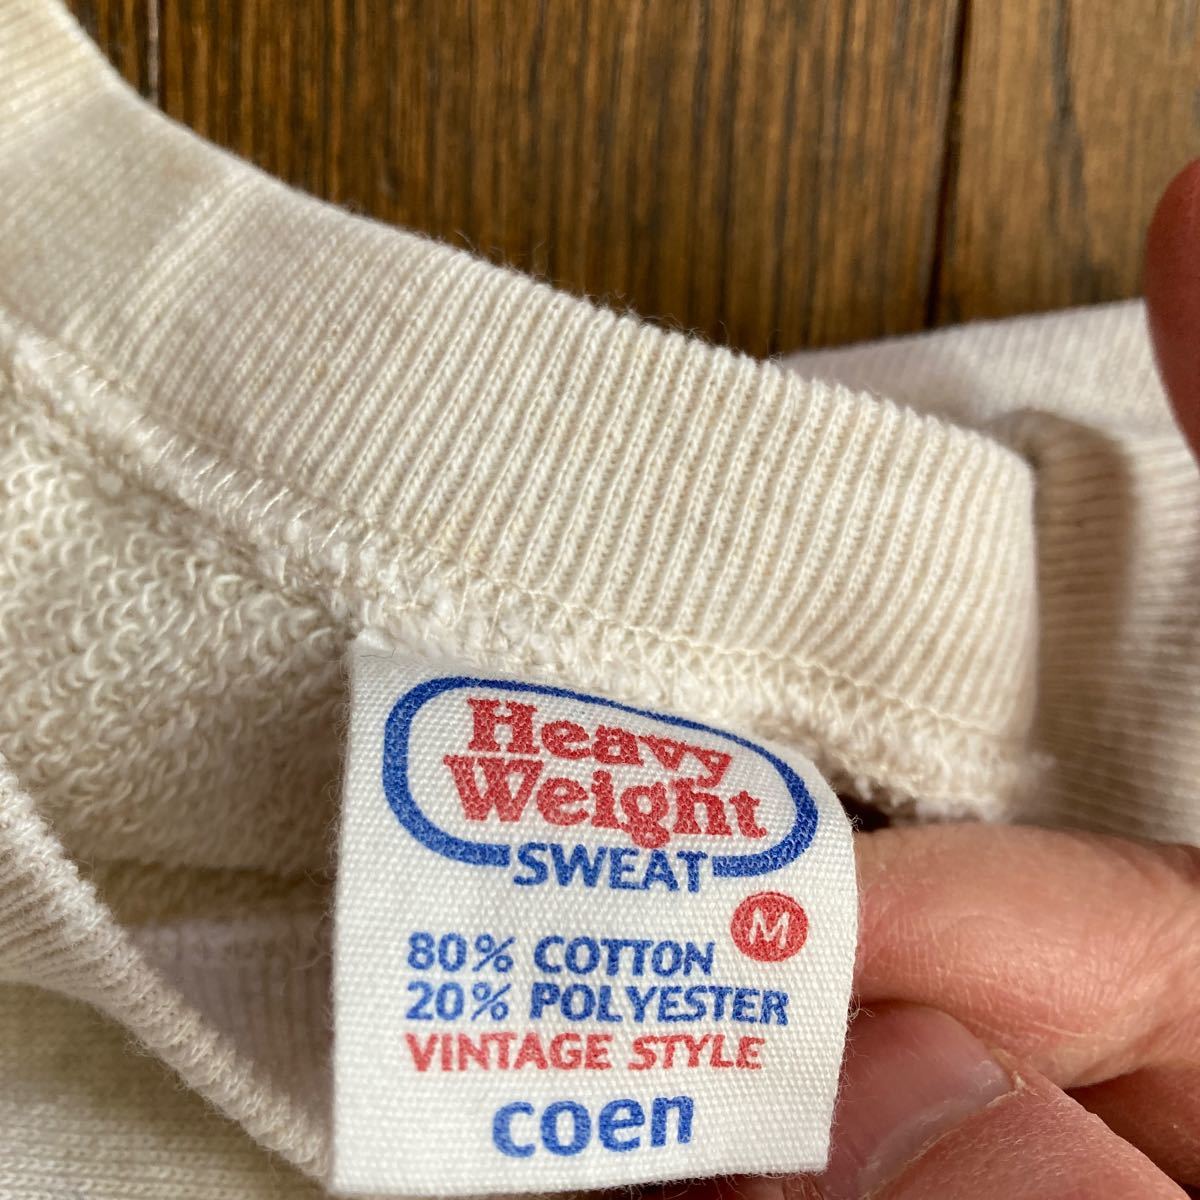 Heavy
Weight
SWEAT
M
80% COTTON
20% POLYESTER
VINTAGE STYLE
coen